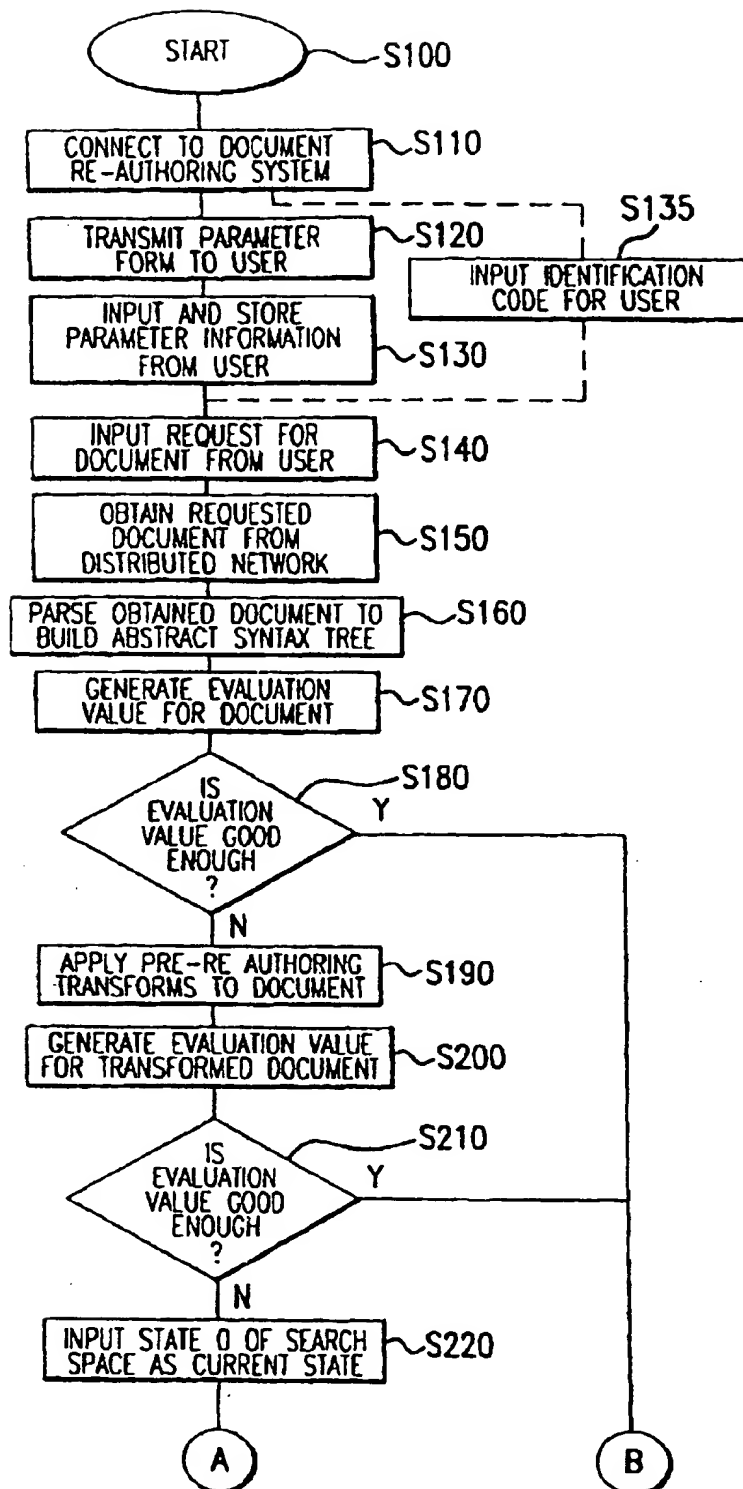 START
S100
CONNECT TO DOCUMENT
RE-AUTHORING SYSTEM
S110
TRANSMIT PARAMETER
FORM TO USER
S120
S135
INPUT IDENTIFICATION
CODE FOR USER
INPUT AND STORE
PARAMETER INFORMATION
FROM USER
S130
INPUT REQUEST FOR
DOCUMENT FROM USER
S140
OBTAIN REQUESTED
DOCUMENT FROM
DISTRIBUTED NETWORK
S150
PARSE OBTAINED DOCUMENT TO
BUILD ABSTRACT SYNTAX TREE
S160
GENERATE EVALUATION
VALUE FOR DOCUMENT
S170
S180
IS
EVALUATION
VALUE GOOD
ENOUGH
?
Y
N
APPLY PRE-RE AUTHORING
TRANSFORMS TO DOCUMENT
S190
GENERATE EVALUATION VALUE
FOR TRANSFORMED DOCUMENT
S200
S210
IS
EVALUATION
VALUE GOOD
ENOUGH
?
Y
N
INPUT STATE 0 OF SEARCH
SPACE AS CURRENT STATE
S220
A
B